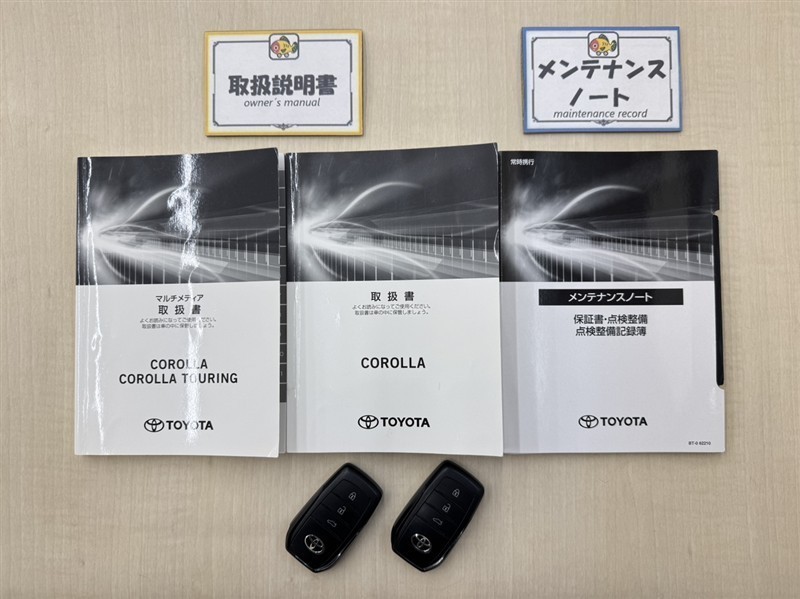 取扱説明書
owner's manual
メンテナンス
ノート
maintenance record
マルチメディア
取扱書
よくお読みになってご使用ください。
取扱書は車の中に保管しましょう。
COROLLA
COROLLA TOURING
TOYOTA
取扱書
よくお読みになってご使用ください。
取扱書は車の中に保管しましょう。
COROLLA
TOYOTA
常時携行
メンテナンスノート
保証書・点検整備
点検整備記録簿
TOYOTA